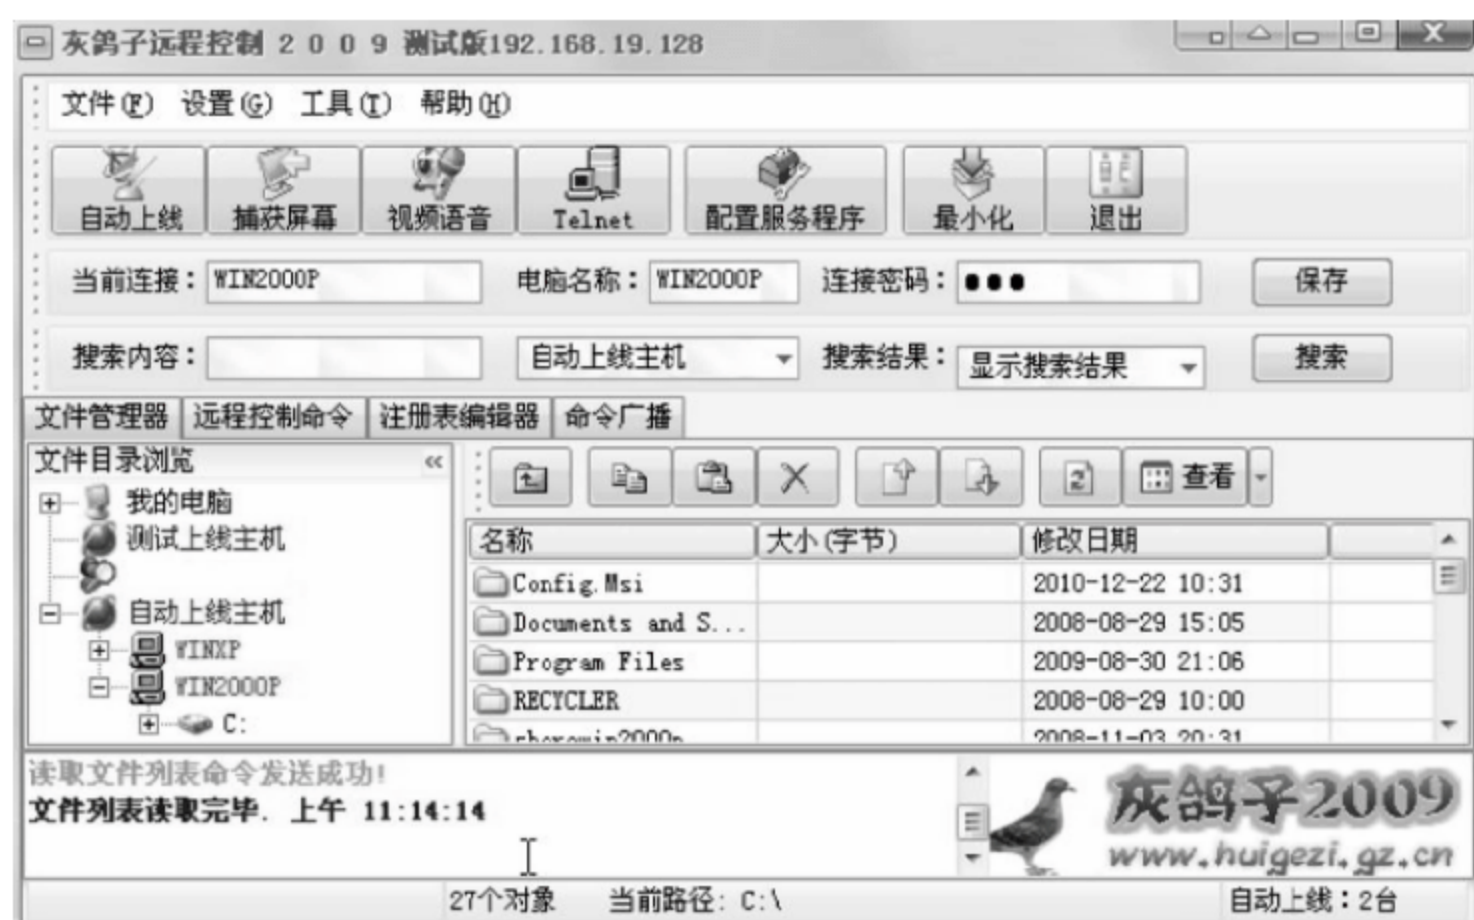 灰鸽子远程控制 2 0 0 9 测试版192.168.19.128
文件(F) 设置(G) 工具(T) 帮助(H)
自动上线 捕获屏幕 视频语音 Telnet 配置服务程序 最小化 退出
当前连接： WIN2000P 电脑名称： WIN2000P 连接密码： ●●● 保存
搜索内容： 自动上线主机 搜索结果： 显示搜索结果 搜索
文件管理器 远程控制命令 注册表编辑器 命令广播
文件目录浏览 查看
我的电脑
测试上线主机
自动上线主机
WINXP
WIN2000P
C:
名称 大小(字节) 修改日期
Config.Msi 2010-12-22 10:31
Documents and S... 2008-08-29 15:05
Program Files 2009-08-30 21:06
RECYCLER 2008-08-29 10:00
2008-11-03 20:31
读取文件列表命令发送成功!
文件列表读取完毕. 上午 11:14:14
灰鸽子2009
www.huigezi.gz.cn
27个对象 当前路径: C:\ 自动上线：2台